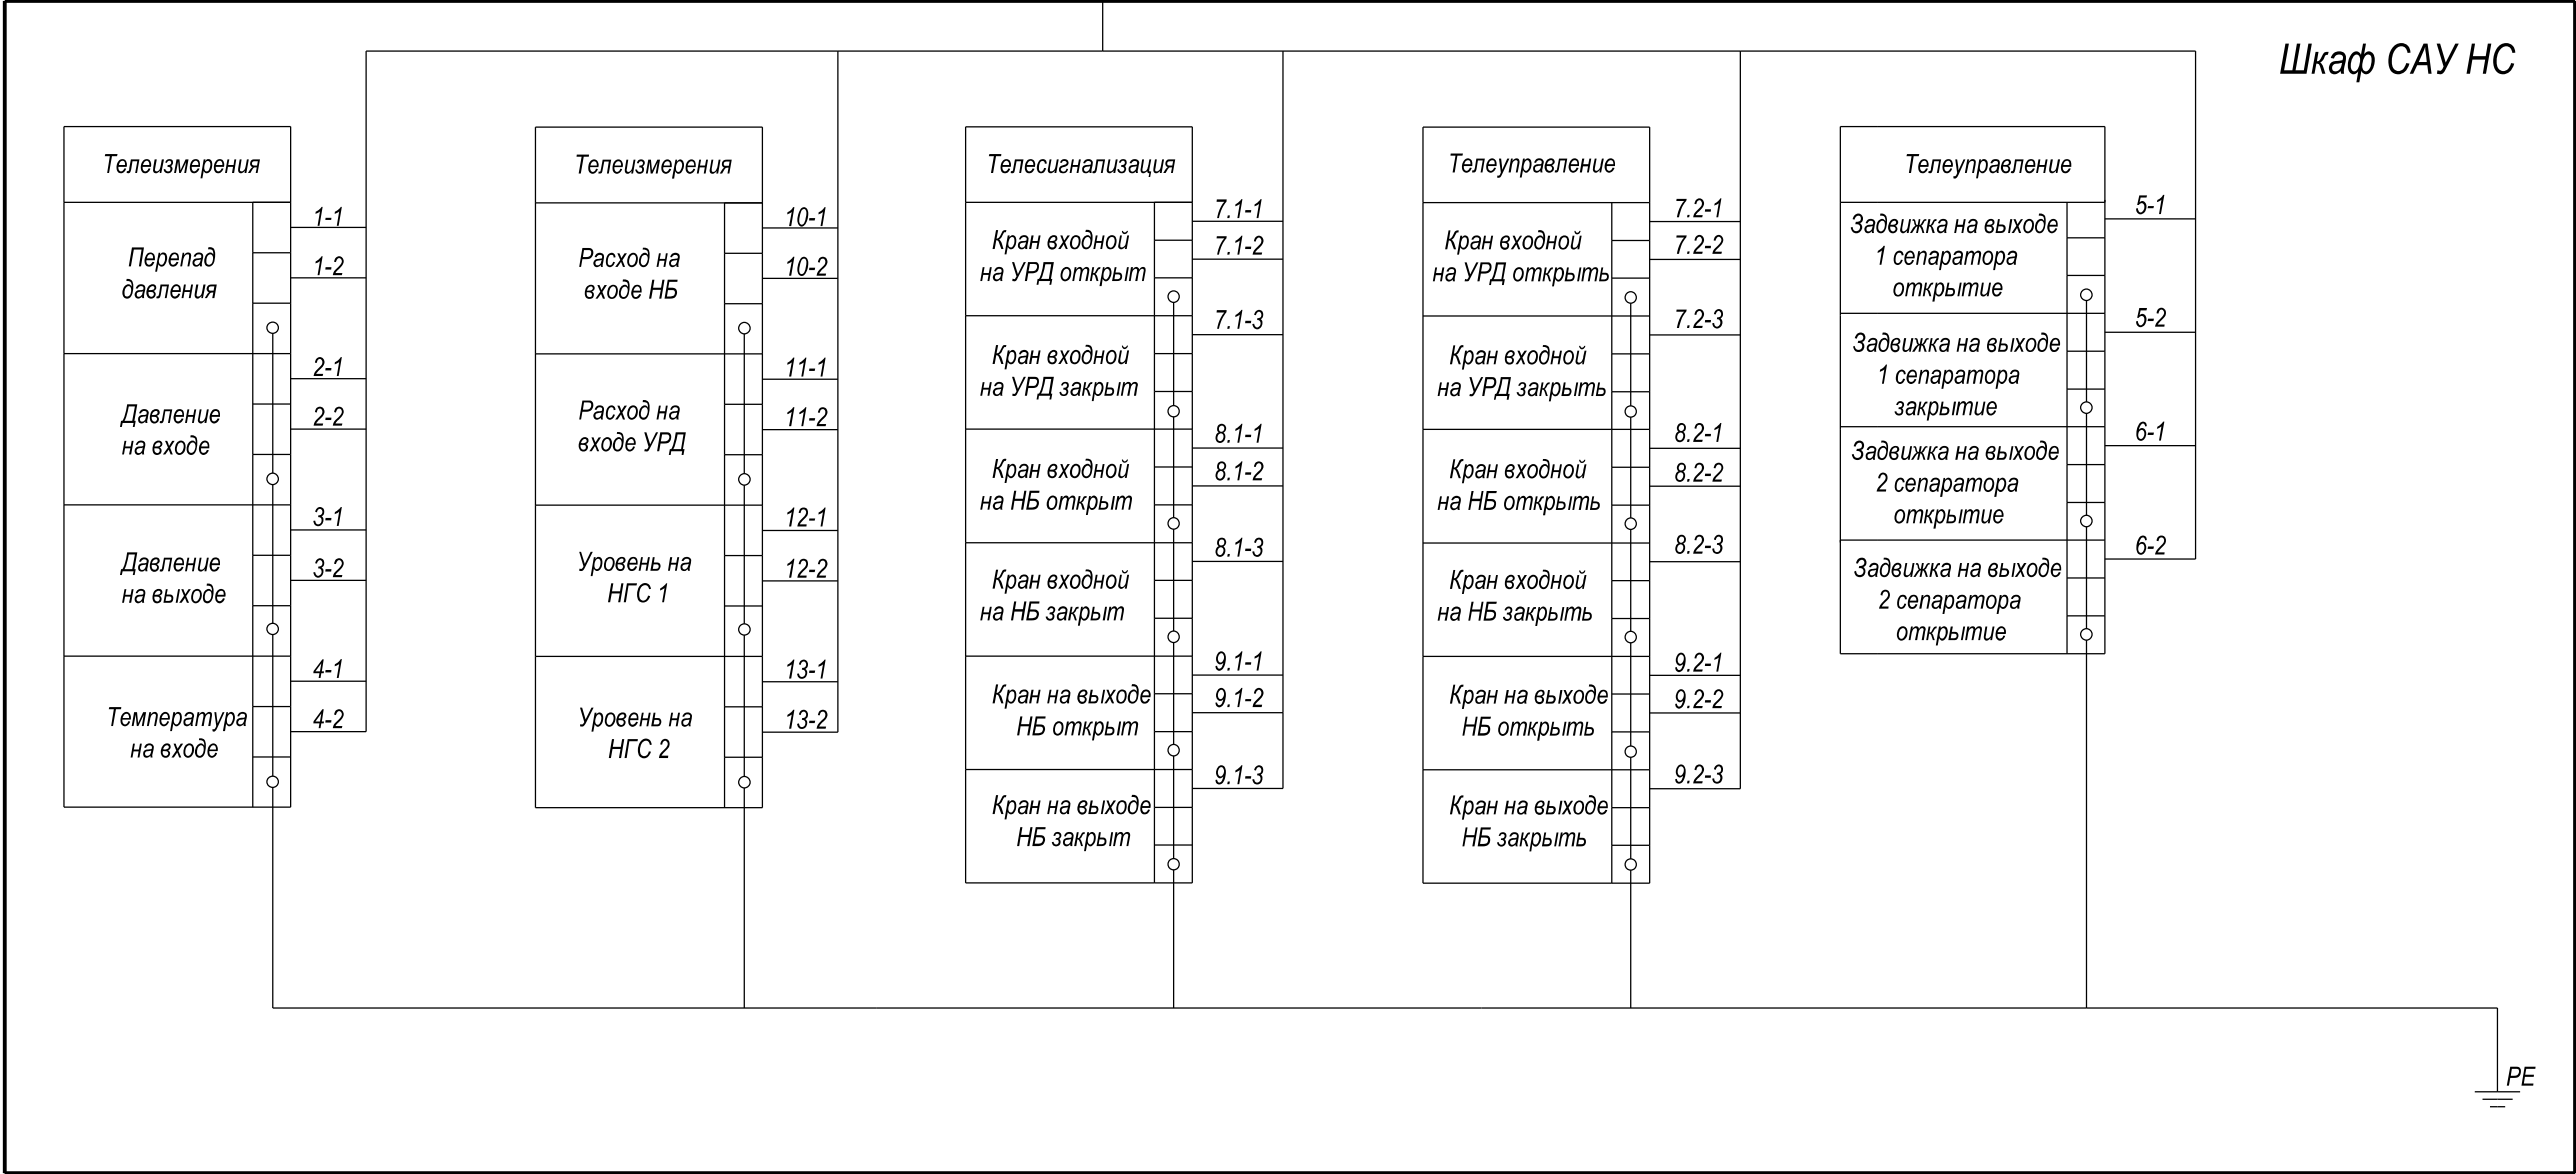 Шкаф САУ НС
Телеизмерения
Перепад
давления
Давление
на входе
Давление
на выходе
Температура
на входе
1-1
1-2
2-1
2-2
3-1
3-2
4-1
4-2
Телеизмерения
Расход на
входе НБ
Расход на
входе УРД
Уровень на
НГС 1
Уровень на
НГС 2
10-1
10-2
11-1
11-2
12-1
12-2
13-1
13-2
Телесигнализация
Кран входной
на УРД открыт
Кран входной
на УРД закрыт
Кран входной
на НБ открыт
Кран входной
на НБ закрыт
Кран на выходе
НБ открыт
Кран на выходе
НБ закрыт
7.1-1
7.1-2
7.1-3
8.1-1
8.1-2
8.1-3
9.1-1
9.1-2
9.1-3
Телеуправление
Кран входной
на УРД открыть
Кран входной
на УРД закрыть
Кран входной
на НБ открыть
Кран входной
на НБ закрыть
Кран на выходе
НБ открыть
Кран на выходе
НБ закрыть
7.2-1
7.2-2
7.2-3
8.2-1
8.2-2
8.2-3
9.2-1
9.2-2
9.2-3
Телеуправление
Задвижка на выходе
1 сепаратора
открытие
Задвижка на выходе
1 сепаратора
закрытие
Задвижка на выходе
2 сепаратора
открытие
Задвижка на выходе
2 сепаратора
открытие
5-1
5-2
6-1
6-2
PE